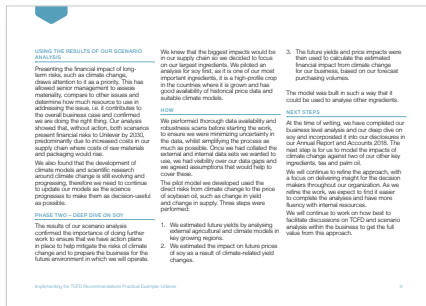 USING THE RESULTS OF OUR SCENARIO
ANALYSIS
Presenting the financial impact of long-
term risks, such as climate change,
draws attention to it as a priority. This has
allowed senior management to assess
materiality, compare to other issues and
determine how much resource to use in
addressing the issue, i.e. it contributes to
the overall business case and confirmed
we are doing the right thing. Our analysis
showed that, without action, both scenarios
present financial risks to Unilever by 2030,
predominantly due to increased costs in our
supply chain where costs of raw materials
and packaging would rise.
We also found that the development of
climate models and scientific research
around climate change is still evolving and
progressing, therefore we need to continue
to update our models as the science
progresses to make them as decision-useful
as possible.
PHASE TWO – DEEP DIVE ON SOY
The results of our scenario analysis
confirmed the importance of doing further
work to ensure that we have action plans
in place to help mitigate the risks of climate
change and to prepare the business for the
future environment in which we will operate.
We knew that the biggest impacts would be
in our supply chain so we decided to focus
on our largest ingredients. We piloted an
analysis for soy first, as it is one of our most
important ingredients, it is a high-profile crop
in the countries where it is grown and has
good availability of historical price data and
suitable climate models.
HOW
We performed thorough data availability and
robustness scans before starting the work,
to ensure we were minimizing uncertainty in
the data, whilst simplifying the process as
much as possible. Once we had collated the
external and internal data sets we wanted to
use, we had visibility over our data gaps and
we agreed assumptions that would help to
cover these.
The pilot model we developed used the
direct risks from climate change to the price
of soybean oil, such as change in yield
and change in supply. Three steps were
performed:
1. We estimated future yields by analysing
external agricultural and climate models in
key growing regions.
2. We estimated the impact on future prices
of soy as a result of climate-related yield
changes.
3. The future yields and price impacts were
then used to calculate the estimated
financial impact from climate change
for our business, based on our forecast
purchasing volumes.
The model was built in such a way that it
could be used to analyse other ingredients.
NEXT STEPS
At the time of writing, we have completed our
business level analysis and our deep dive on
soy and incorporated it into our disclosures in
our Annual Report and Accounts 2018. The
next step is for us to model the impacts of
climate change against two of our other key
ingredients, tea and palm oil.
We will continue to refine the approach, with
a focus on delivering insight for the decision
makers throughout our organization. As we
refine the work, we expect to find it easier
to complete the analyses and have more
fluency with internal resources.
We will continue to work on how best to
facilitate discussions on TCFD and scenario
analysis within the business to get the full
value from this approach.
Implementing the TCFD Recommendations Practical Example: Unilever